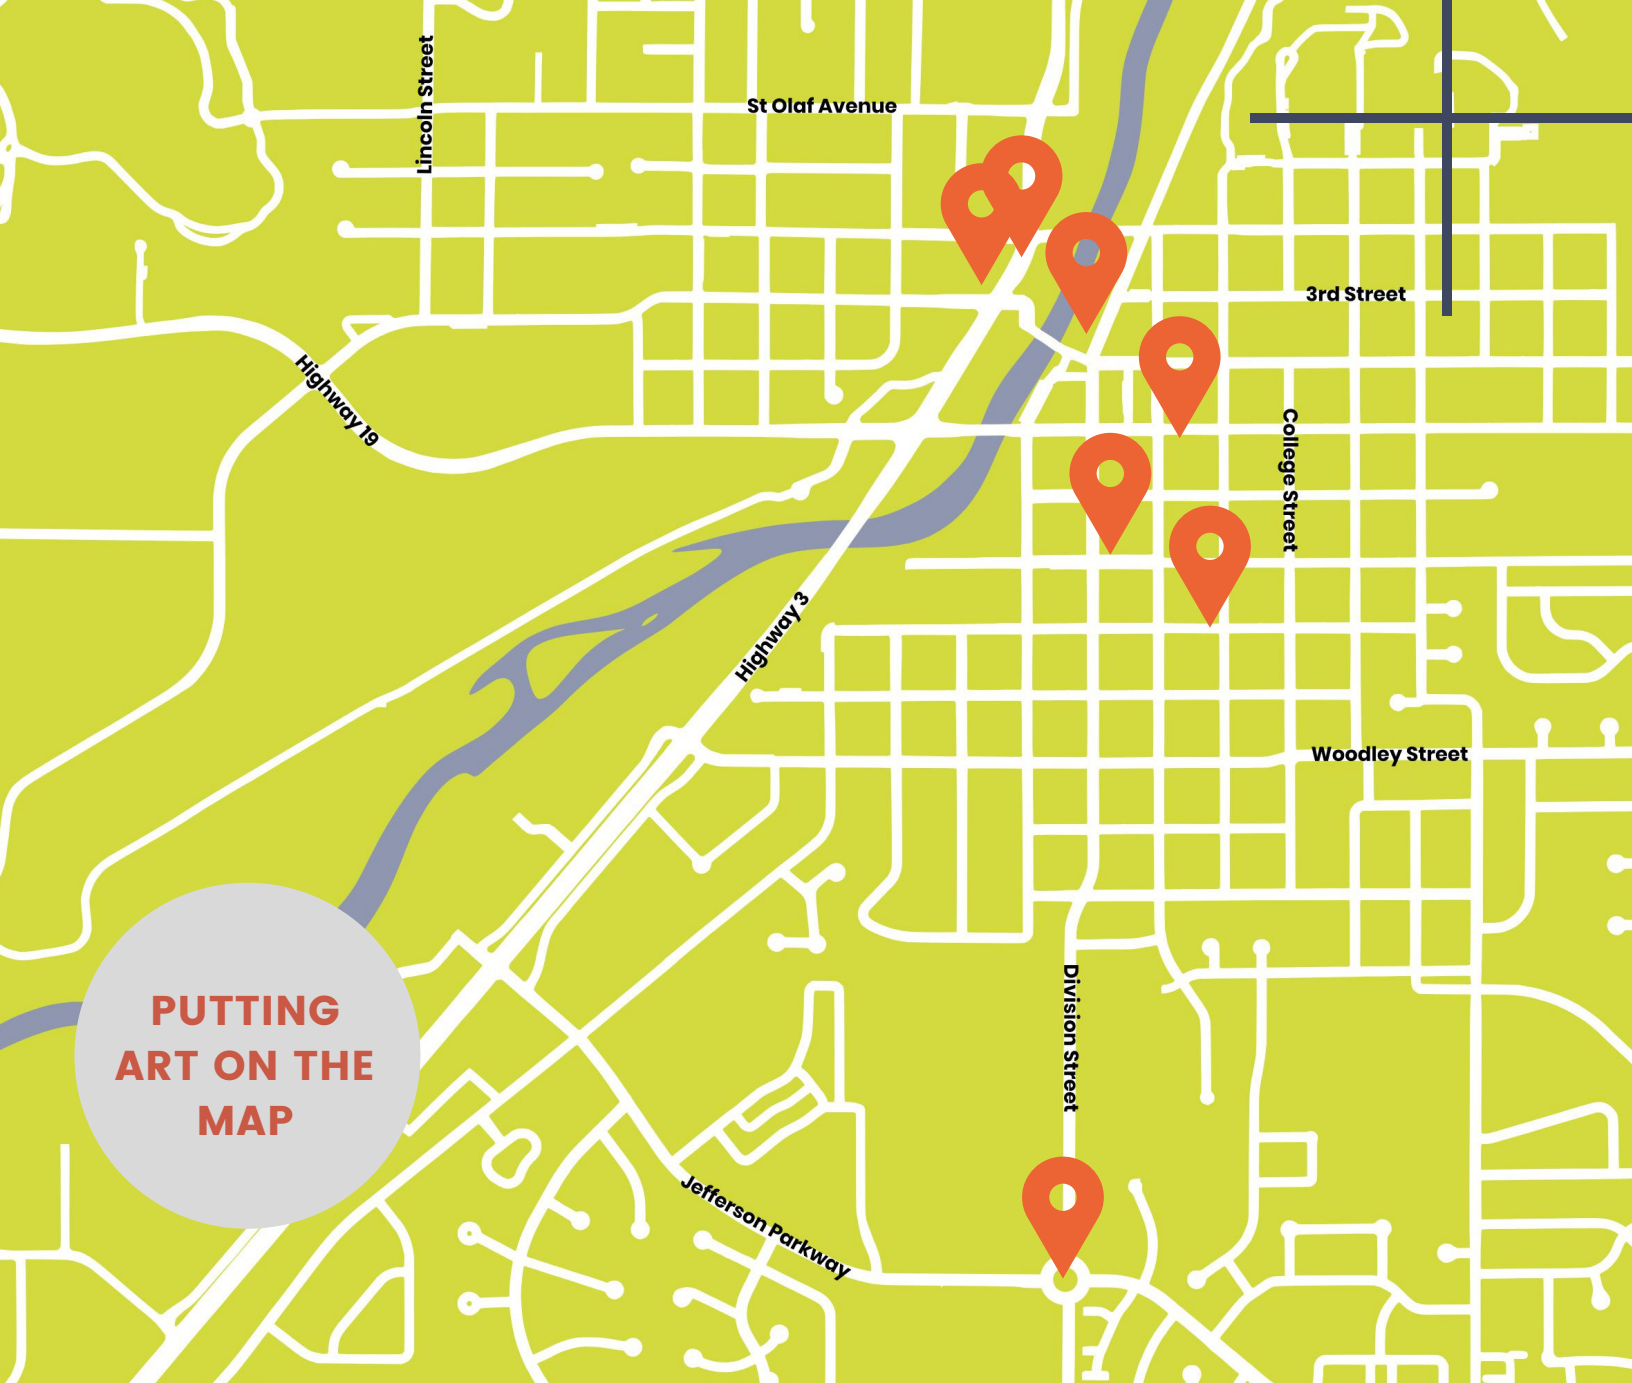 Lincoln Street
St Olaf Avenue
3rd Street
Highway 19
College Street
Highway 3
Woodley Street
Division Street
PUTTING
ART ON THE
MAP
Jefferson Parkway